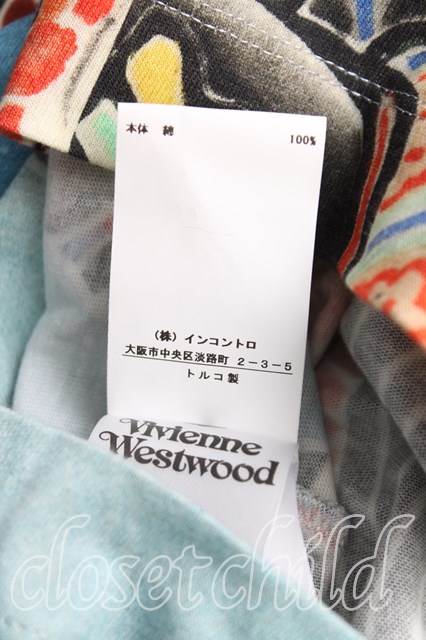 本体 綿 100%
(株) インコントロ
大阪市中央区淡路町 2-3-5
トルコ製
Vivienne
Westwood
closet child